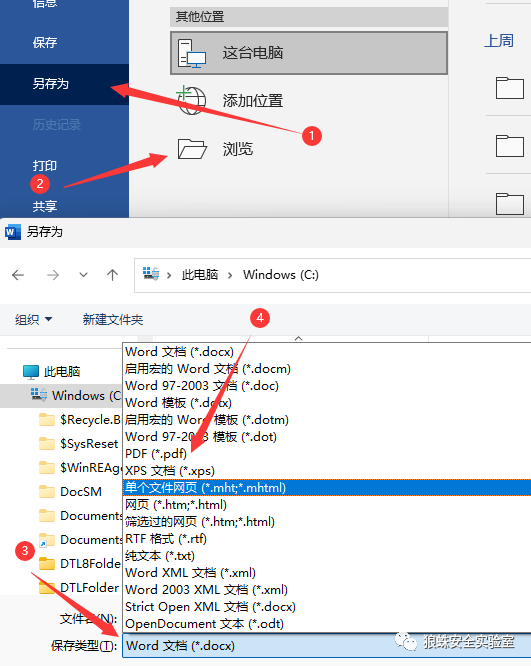 信息
保存
另存为
历史记录
打印
共享
其他位置
这台电脑
添加位置
浏览
上周
1
2
另存为
此电脑
Windows (C:)
组织
新建文件夹
4
此电脑
Windows (C
$Recycle.B
$SysReset
$WinREAge
DocSM
Documents
Documents
DTL8Folde
DTLFolder
3
Word 文档 (*.docx)
启用宏的 Word 文档 (*.docm)
Word 97-2003 文档 (*.doc)
Word 模板 (*.dotx)
启用宏的 Word 模板 (*.dotm)
Word 97-2003 模板 (*.dot)
PDF (*.pdf)
XPS 文档 (*.xps)
单个文件网页 (*.mht;*.mhtml)
网页 (*.htm;*.html)
筛选过的网页 (*.htm;*.html)
RTF 格式 (*.rtf)
纯文本 (*.txt)
Word XML 文档 (*.xml)
Word 2003 XML 文档 (*.xml)
Strict Open XML 文档 (*.docx)
OpenDocument 文本 (*.odt)
文件名(N):
保存类型(T):
Word 文档 (*.docx)
狼蛛安全实验室